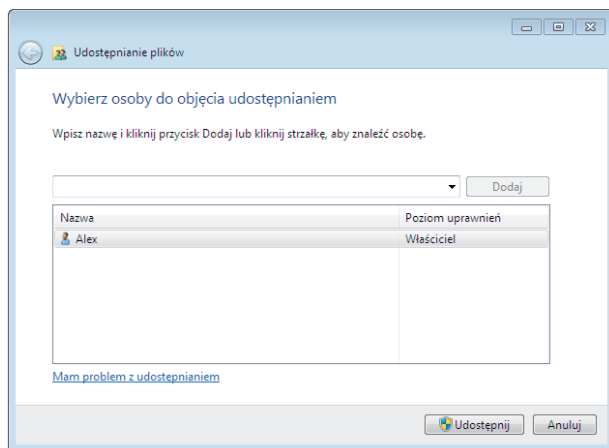 Udostępnianie plików
Wybierz osoby do objęcia udostępnianiem
Wpisz nazwę i kliknij przycisk Dodaj lub kliknij strzałkę, aby znaleźć osobę.
Dodaj
Nazwa Poziom uprawnień
Alex Właściciel
Mam problem z udostępnianiem
Udostępnij Anuluj